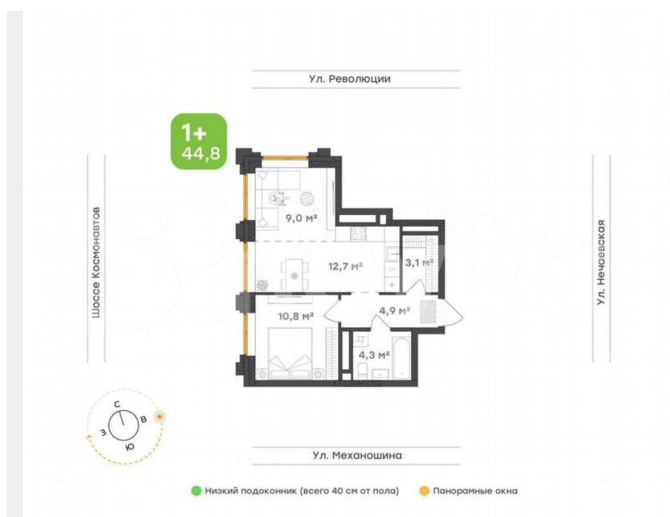 Ул. Революции
1+
44,8
9,0 м²
12,7 м²
3,1 м²
Шоссе Космонавтов
Ул. Нечаевская
10,8 м²
4,9 м²
4,3 м²
С
В
З
Ю
Ул. Механошина
Низкий подоконник (всего 40 см от пола)
Панорамные окна